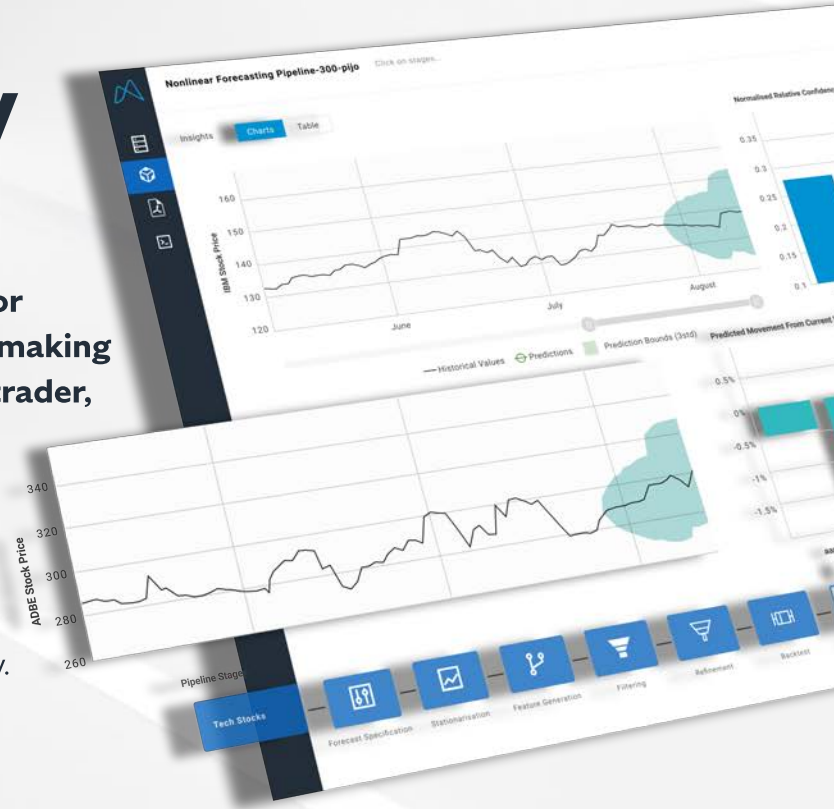 y
or
making
trader,
y.
Nonlinear Forecasting Pipeline-300-pijo
Click on stages...
Insights
Charts
Table
IBM Stock Price
160
150
140
130
120
June
July
August
Historical Values
Predictions
Prediction Bounds (3std)
Normalised Relative Confidence
0.35
0.3
0.25
0.2
0.15
0.1
Predicted Movement From Current
0.5%
0%
-0.5%
-1%
-1.5%
ADBE Stock Price
340
320
300
280
260
Pipeline Stage
Tech Stocks
Forecast Specification
Stationarisation
Feature Generation
Filtering
Refinement
Backtest